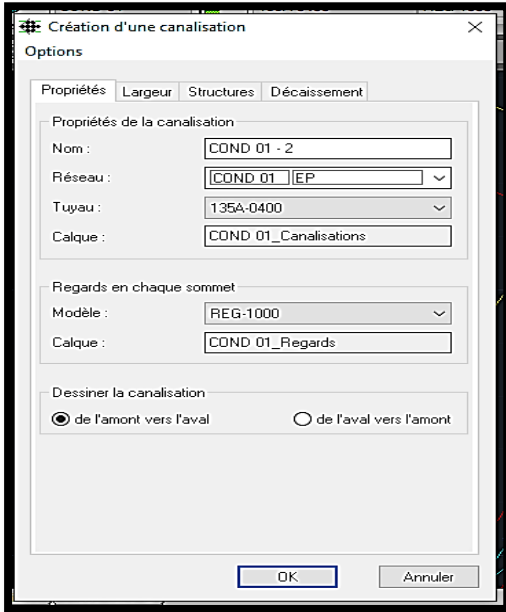 Création d'une canalisation
Options
Propriétés Largeur Structures Décaissement
Propriétés de la canalisation
Nom : COND 01 - 2
Réseau : COND 01 EP
Tuyau : 135A-0400
Calque : COND 01_Canalisations
Regards en chaque sommet
Modèle : REG-1000
Calque : COND 01_Regards
Dessiner la canalisation
de l'amont vers l'aval de l'aval vers l'amont
OK Annuler